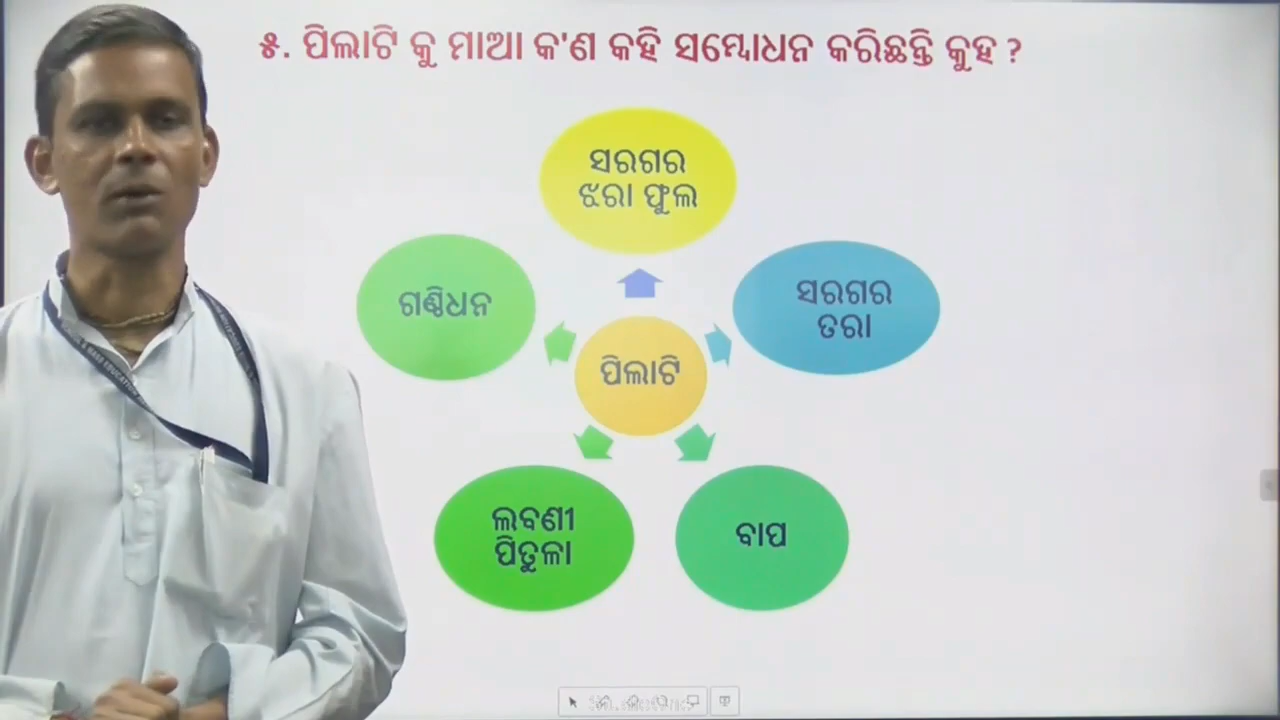 ୫. ପିଲାଟି କୁ ମାଆ କ'ଣ କହି ସମ୍ବୋଧନ କରିଛନ୍ତି କୁହ ?
ସରଗର
ଝରା ଫୁଲ
ଗଣ୍ଠିଧନ
ସରଗର
ତରା
ପିଲାଟି
ଲବଣୀ
ପିତୁଳା
ବାପ